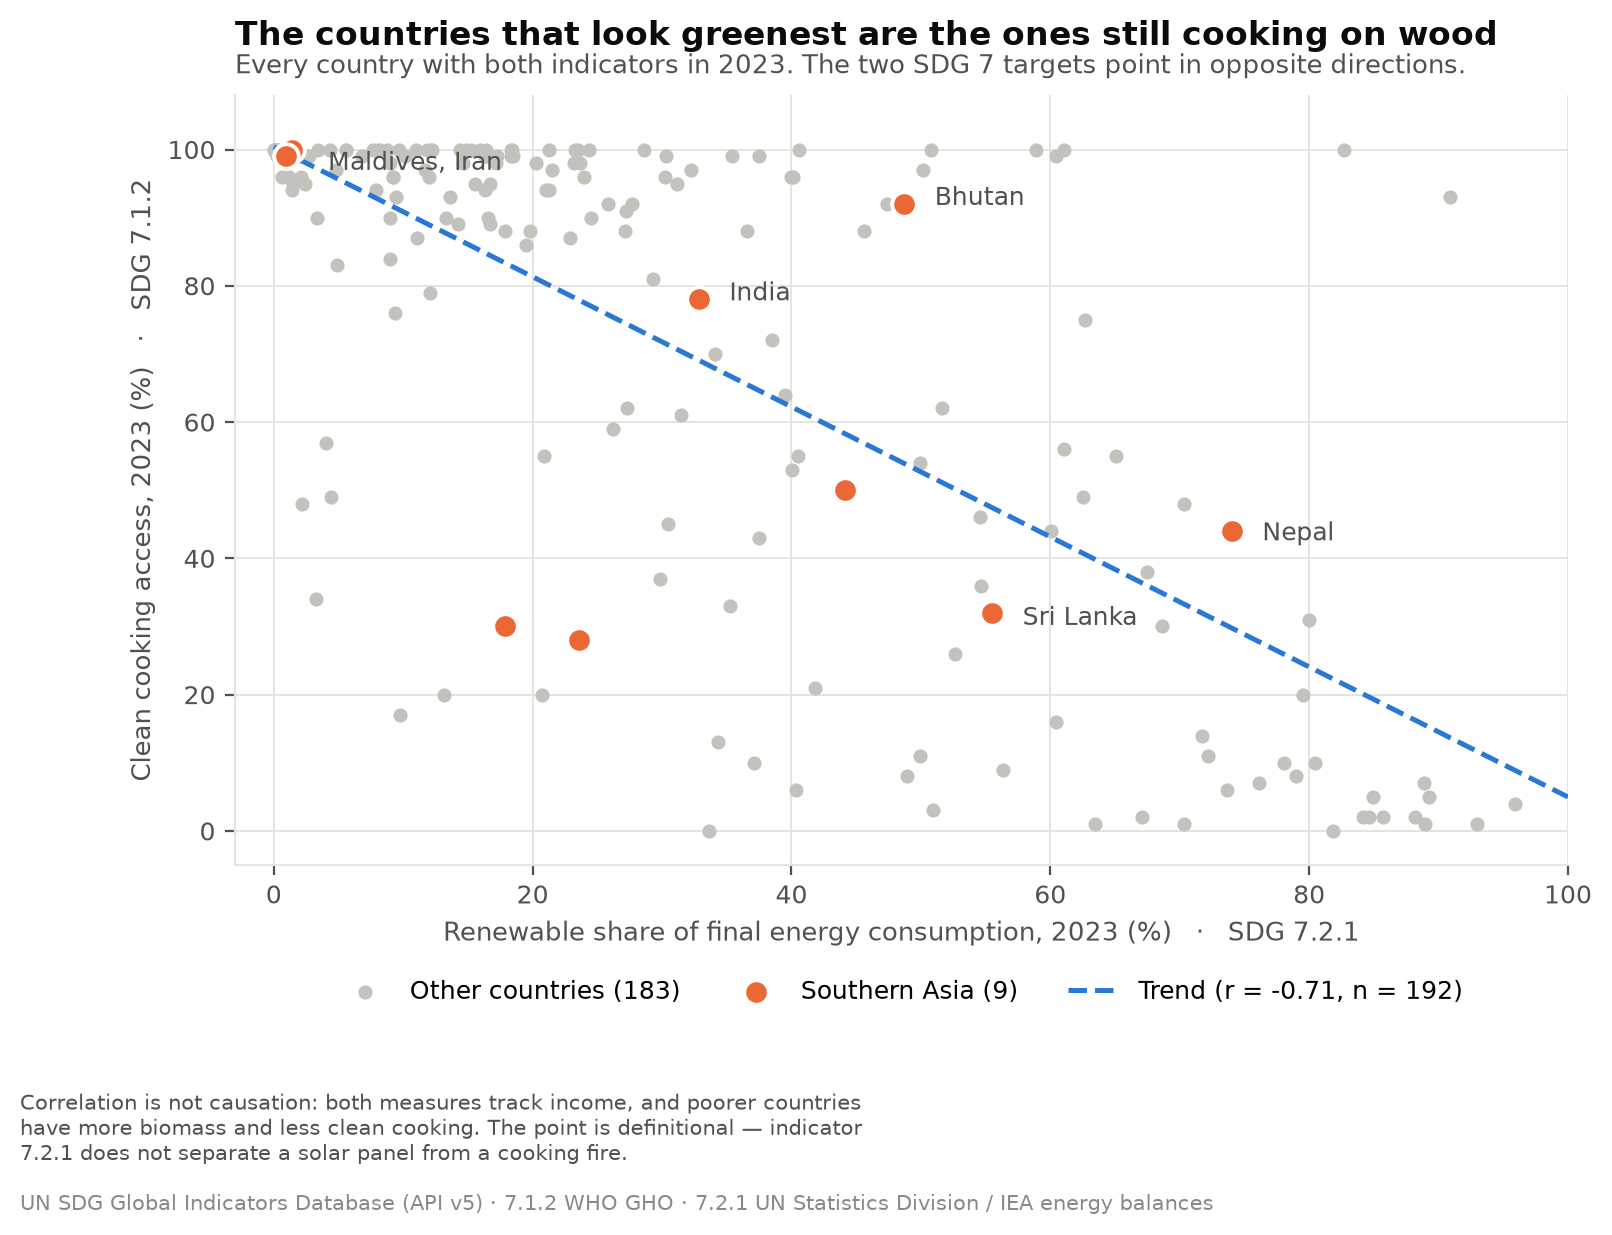 The countries that look greenest are the ones still cooking on wood
Every country with both indicators in 2023. The two SDG 7 targets point in opposite directions.
Clean cooking access, 2023 (%)   ·   SDG 7.1.2
100
80
60
40
20
0
Maldives, Iran
Bhutan
India
Nepal
Sri Lanka
0
20
40
60
80
100
Renewable share of final energy consumption, 2023 (%)   ·   SDG 7.2.1
Other countries (183)
Southern Asia (9)
Trend (r = -0.71, n = 192)
Correlation is not causation: both measures track income, and poorer countries
have more biomass and less clean cooking. The point is definitional — indicator
7.2.1 does not separate a solar panel from a cooking fire.
UN SDG Global Indicators Database (API v5) · 7.1.2 WHO GHO · 7.2.1 UN Statistics Division / IEA energy balances